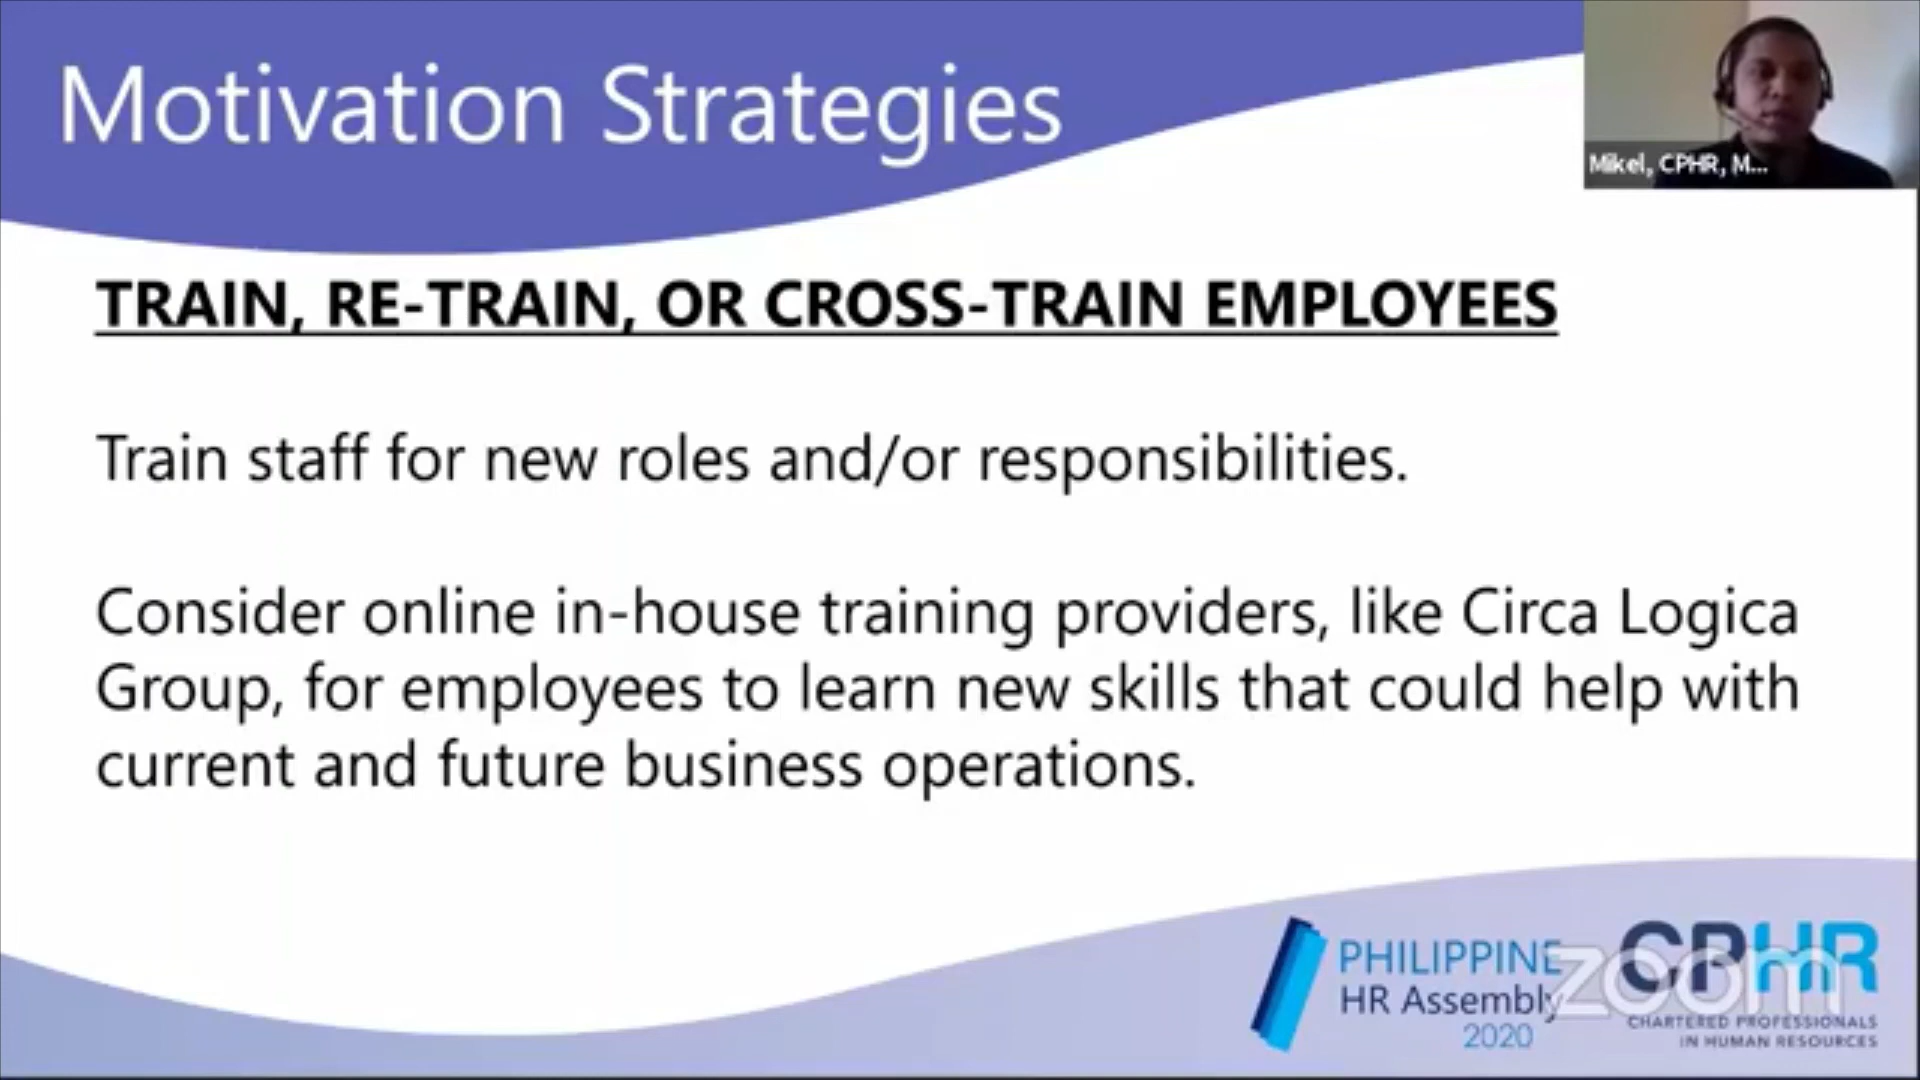 Motivation Strategies
Mikel, CPHR, M...
TRAIN, RE-TRAIN, OR CROSS-TRAIN EMPLOYEES
Train staff for new roles and/or responsibilities.
Consider online in-house training providers, like Circa Logica
Group, for employees to learn new skills that could help with
current and future business operations.
PHILIPPINE
HR Assembly
2020
zoom
CPHR
CHARTERED PROFESSIONALS
IN HUMAN RESOURCES